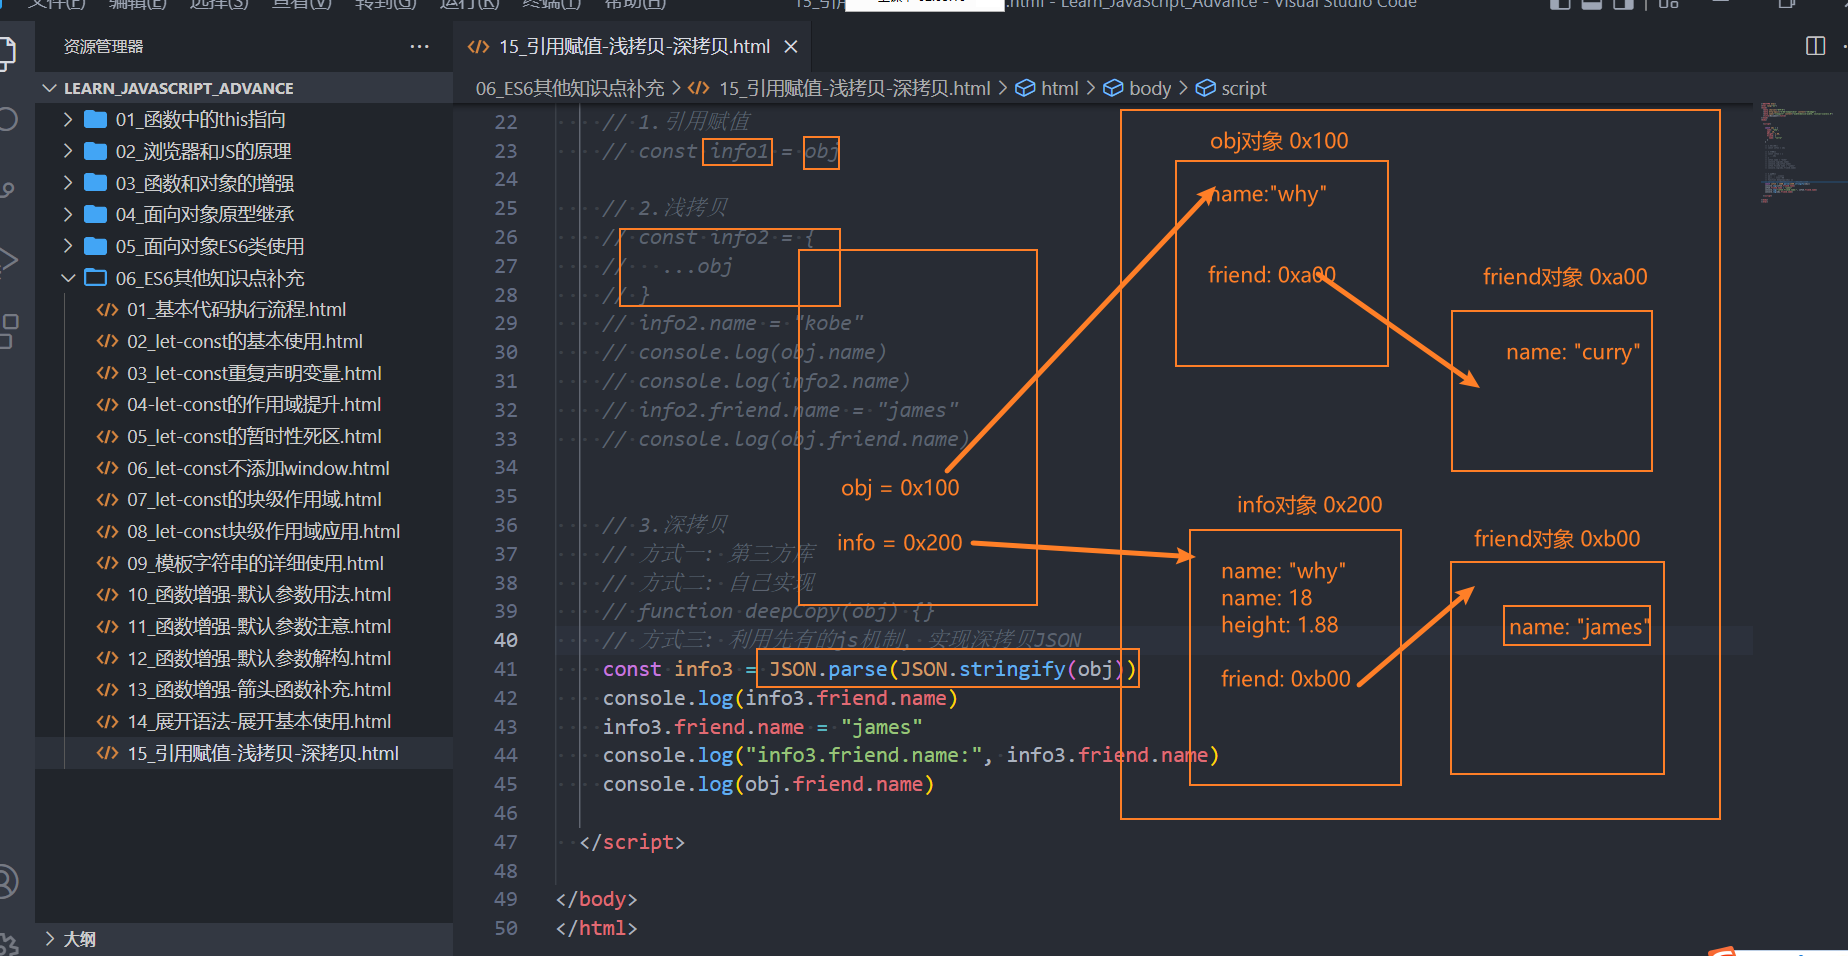 文件(F) 编辑(E) 选择(S) 查看(V) 转到(G) 运行(R) 终端(T) 帮助(H)
.html - Learn_JavaScript_Advance - Visual Studio Code
资源管理器 ···
LEARN_JAVASCRIPT_ADVANCE
01_函数中的this指向
02_浏览器和JS的原理
03_函数和对象的增强
04_面向对象原型继承
05_面向对象ES6类使用
06_ES6其他知识点补充
01_基本代码执行流程.html
02_let-const的基本使用.html
03_let-const重复声明变量.html
04-let-const的作用域提升.html
05_let-const的暂时性死区.html
06_let-const不添加window.html
07_let-const的块级作用域.html
08_let-const块级作用域应用.html
09_模板字符串的详细使用.html
10_函数增强-默认参数用法.html
11_函数增强-默认参数注意.html
12_函数增强-默认参数解构.html
13_函数增强-箭头函数补充.html
14_展开语法-展开基本使用.html
15_引用赋值-浅拷贝-深拷贝.html
大纲
15_引用赋值-浅拷贝-深拷贝.html
06_ES6其他知识点补充 > 15_引用赋值-浅拷贝-深拷贝.html > html > body > script
22 // 1.引用赋值
23 // const info1 = obj
24
25 // 2.浅拷贝
26 // const info2 = {
27 //   ...obj
28 // }
29 // info2.name = "kobe"
30 // console.log(obj.name)
31 // console.log(info2.name)
32 // info2.friend.name = "james"
33 // console.log(obj.friend.name)
34
35
36 // 3.深拷贝
37 // 方式一: 第三方库
38 // 方式二: 自己实现
39 // function deepCopy(obj) {}
40 // 方式三: 利用先有的js机制, 实现深拷贝JSON
41 const info3 = JSON.parse(JSON.stringify(obj))
42 console.log(info3.friend.name)
43 info3.friend.name = "james"
44 console.log("info3.friend.name:", info3.friend.name)
45 console.log(obj.friend.name)
46
47 </script>
48
49 </body>
50 </html>
obj = 0x100
info = 0x200
obj对象 0x100
name:"why"
friend: 0xa00
friend对象 0xa00
name: "curry"
info对象 0x200
name: "why"
name: 18
height: 1.88
friend: 0xb00
friend对象 0xb00
name: "james"